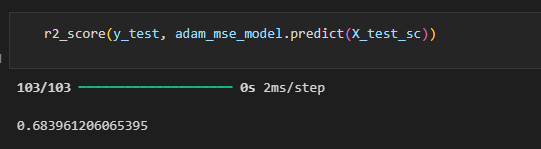 r2_score(y_test, adam_mse_model.predict(X_test_sc))
103/103 ━━━━━━━━━━━━━━━━━━━━ 0s 2ms/step
0.683961206065395